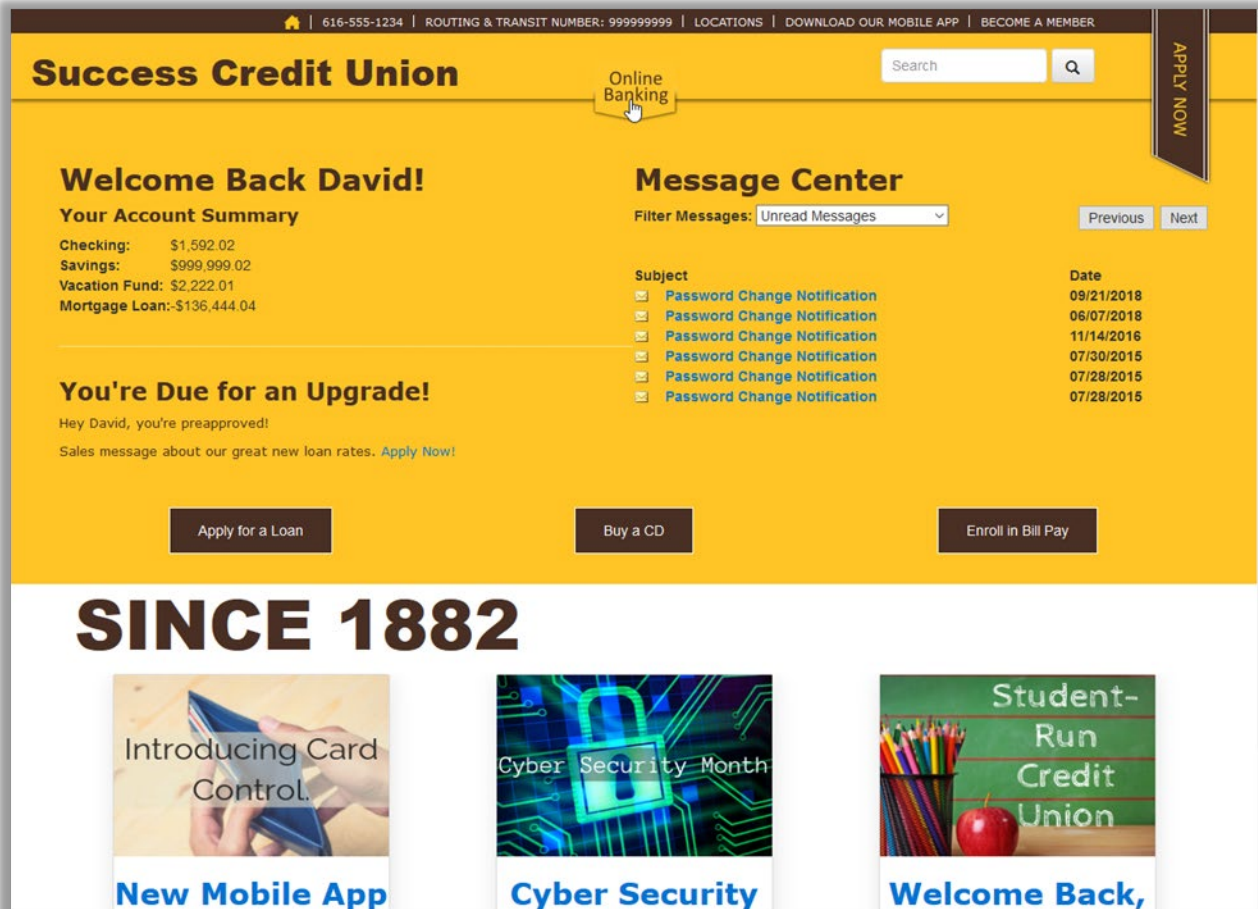 616-555-1234 | ROUTING & TRANSIT NUMBER: 999999999 | LOCATIONS | DOWNLOAD OUR MOBILE APP | BECOME A MEMBER
APPLY NOW
Success Credit Union
Online
Banking
Search
Welcome Back David!
Your Account Summary
Checking: $1,592.02
Savings: $999,999.02
Vacation Fund: $2,222.01
Mortgage Loan:-$136,444.04
Message Center
Filter Messages: Unread Messages
Previous Next
Subject Date
Password Change Notification 09/21/2018
Password Change Notification 06/07/2018
Password Change Notification 11/14/2016
Password Change Notification 07/30/2015
Password Change Notification 07/28/2015
Password Change Notification 07/28/2015
You're Due for an Upgrade!
Hey David, you're preapproved!
Sales message about our great new loan rates. Apply Now!
Apply for a Loan
Buy a CD
Enroll in Bill Pay
SINCE 1882
Introducing Card
Control.
New Mobile App
Cyber Security Month
Cyber Security
Student-
Run
Credit
Union
Welcome Back,